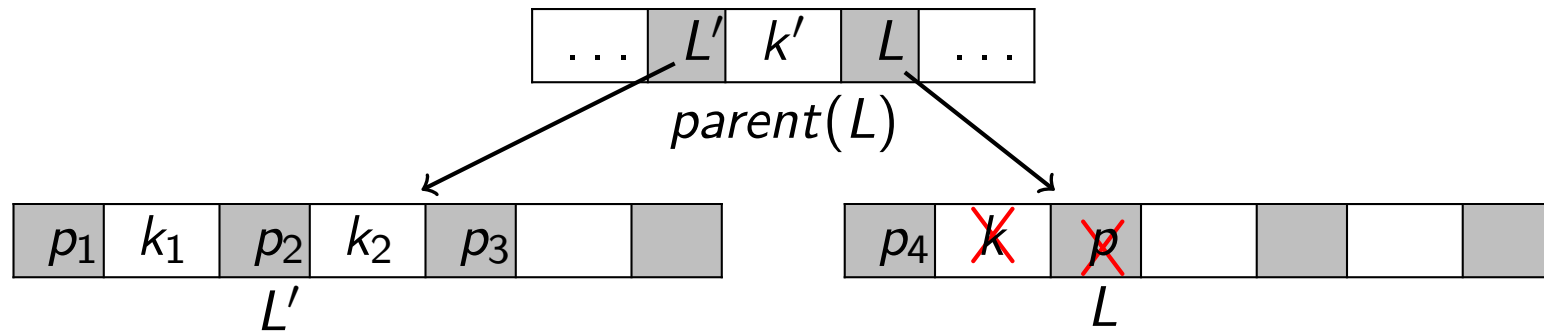 . . . L′ k′ L . . .
parent(L)
p₁ k₁ p₂ k₂ p₃
p₄ k p
L′
L